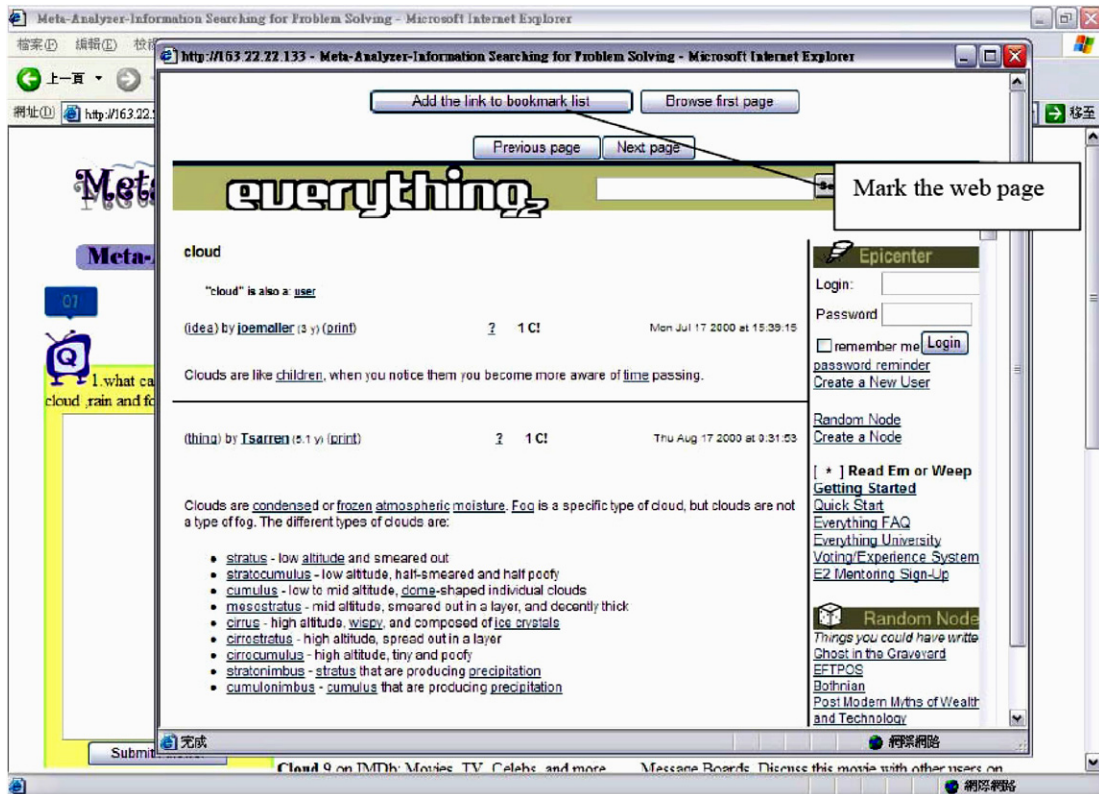 Meta-Analyzer-Information Searching for Problem Solving - Microsoft Internet Explorer
檔案(F) 編輯(E)
上一頁
網址(D) http://163.22.
移至
Meta
Meta-
Q1
Q
1.what ca
cloud ,rain and fo
Submit
http://163.22.22.133 - Meta-Analyzer-Information Searching for Problem Solving - Microsoft Internet Explorer
Add the link to bookmark list Browse first page
Previous page Next page
Mark the web page
everything2
Se
cloud
"cloud" is also a: user
(idea) by joemaller (3 y) (print) ? 1 C! Mon Jul 17 2000 at 15:39:15
Clouds are like children, when you notice them you become more aware of time passing.
(thing) by Tsarren (5.1 y) (print) ? 1 C! Thu Aug 17 2000 at 0:31:53
Clouds are condensed or frozen atmospheric moisture. Fog is a specific type of cloud, but clouds are not
a type of fog. The different types of clouds are:
• stratus - low altitude and smeared out
• stratocumulus - low altitude, half-smeared and half poofy
• cumulus - low to mid altitude, dome-shaped individual clouds
• mesostratus - mid altitude, smeared out in a layer, and decently thick
• cirrus - high altitude, wispy, and composed of ice crystals
• cirrostratus - high altitude, spread out in a layer
• cirrocumulus - high altitude, tiny and poofy
• stratonimbus - stratus that are producing precipitation
• cumulonimbus - cumulus that are producing precipitation
Epicenter
Login:
Password
remember me Login
password reminder
Create a New User
Random Node
Create a Node
[ * ] Read Em or Weep
Getting Started
Quick Start
Everything FAQ
Everything University
Voting/Experience System
E2 Mentoring Sign-Up
Random Node
Things you could have writte
Ghost in the Graveyard
EFTPOS
Bothnian
Post Modern Myths of Wealth
and Technology
完成 網際網路
Cloud 9 on IMDb: Movies, TV, Celebs, and more... Message Boards. Discuss this movie with other users on
網際網路